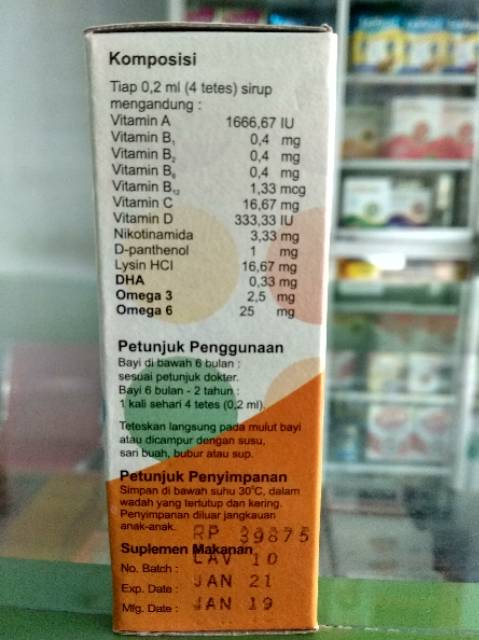 Komposisi
Tiap 0,2 ml (4 tetes) sirup
mengandung :
Vitamin A 1666,67 IU
Vitamin B₁ 0,4 mg
Vitamin B₂ 0,4 mg
Vitamin B₆ 0,4 mg
Vitamin B₁₂ 1,33 mcg
Vitamin C 16,67 mg
Vitamin D 333,33 IU
Nikotinamida 3,33 mg
D-panthenol 1 mg
Lysin HCl 16,67 mg
DHA 0,33 mg
Omega 3 2,5 mg
Omega 6 25 mg
Petunjuk Penggunaan
Bayi di bawah 6 bulan :
sesuai petunjuk dokter.
Bayi 6 bulan - 2 tahun :
1 kali sehari 4 tetes (0,2 ml).
Teteskan langsung pada mulut bayi
atau dicampur dengan susu,
sari buah, bubur atau sup.
Petunjuk Penyimpanan
Simpan di bawah suhu 30°C, dalam
wadah yang tertutup dan kering.
Penyimpanan diluar jangkauan
anak-anak. RP 39875
Suplemen Makanan
No. Batch : LAV 10
Exp. Date : JAN 21
Mfg. Date : JAN 19